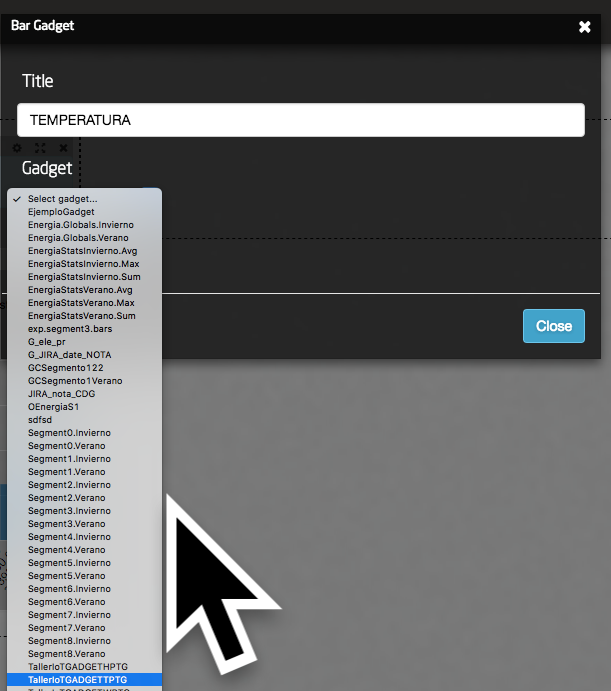 Bar Gadget
Title
TEMPERATURA
Gadget
Select gadget...
EjemploGadget
Energia.Globals.Invierno
Energia.Globals.Verano
EnergiaStatsInvierno.Avg
EnergiaStatsInvierno.Max
EnergiaStatsInvierno.Sum
EnergiaStatsVerano.Avg
EnergiaStatsVerano.Max
EnergiaStatsVerano.Sum
exp.segment3.bars
G_ele_pr
G_JIRA_date_NOTA
GCSegmento122
GCSegmento1Verano
JIRA_nota_CDG
OEnergiaS1
sdfsd
Segment0.Invierno
Segment0.Verano
Segment1.Invierno
Segment1.Verano
Segment2.Invierno
Segment2.Verano
Segment3.Invierno
Segment3.Verano
Segment4.Invierno
Segment4.Verano
Segment5.Invierno
Segment5.Verano
Segment6.Invierno
Segment6.Verano
Segment7.Invierno
Segment7.Verano
Segment8.Invierno
Segment8.Verano
TallerIoTGADGETHPTG
TallerIoTGADGETTPTG
Close